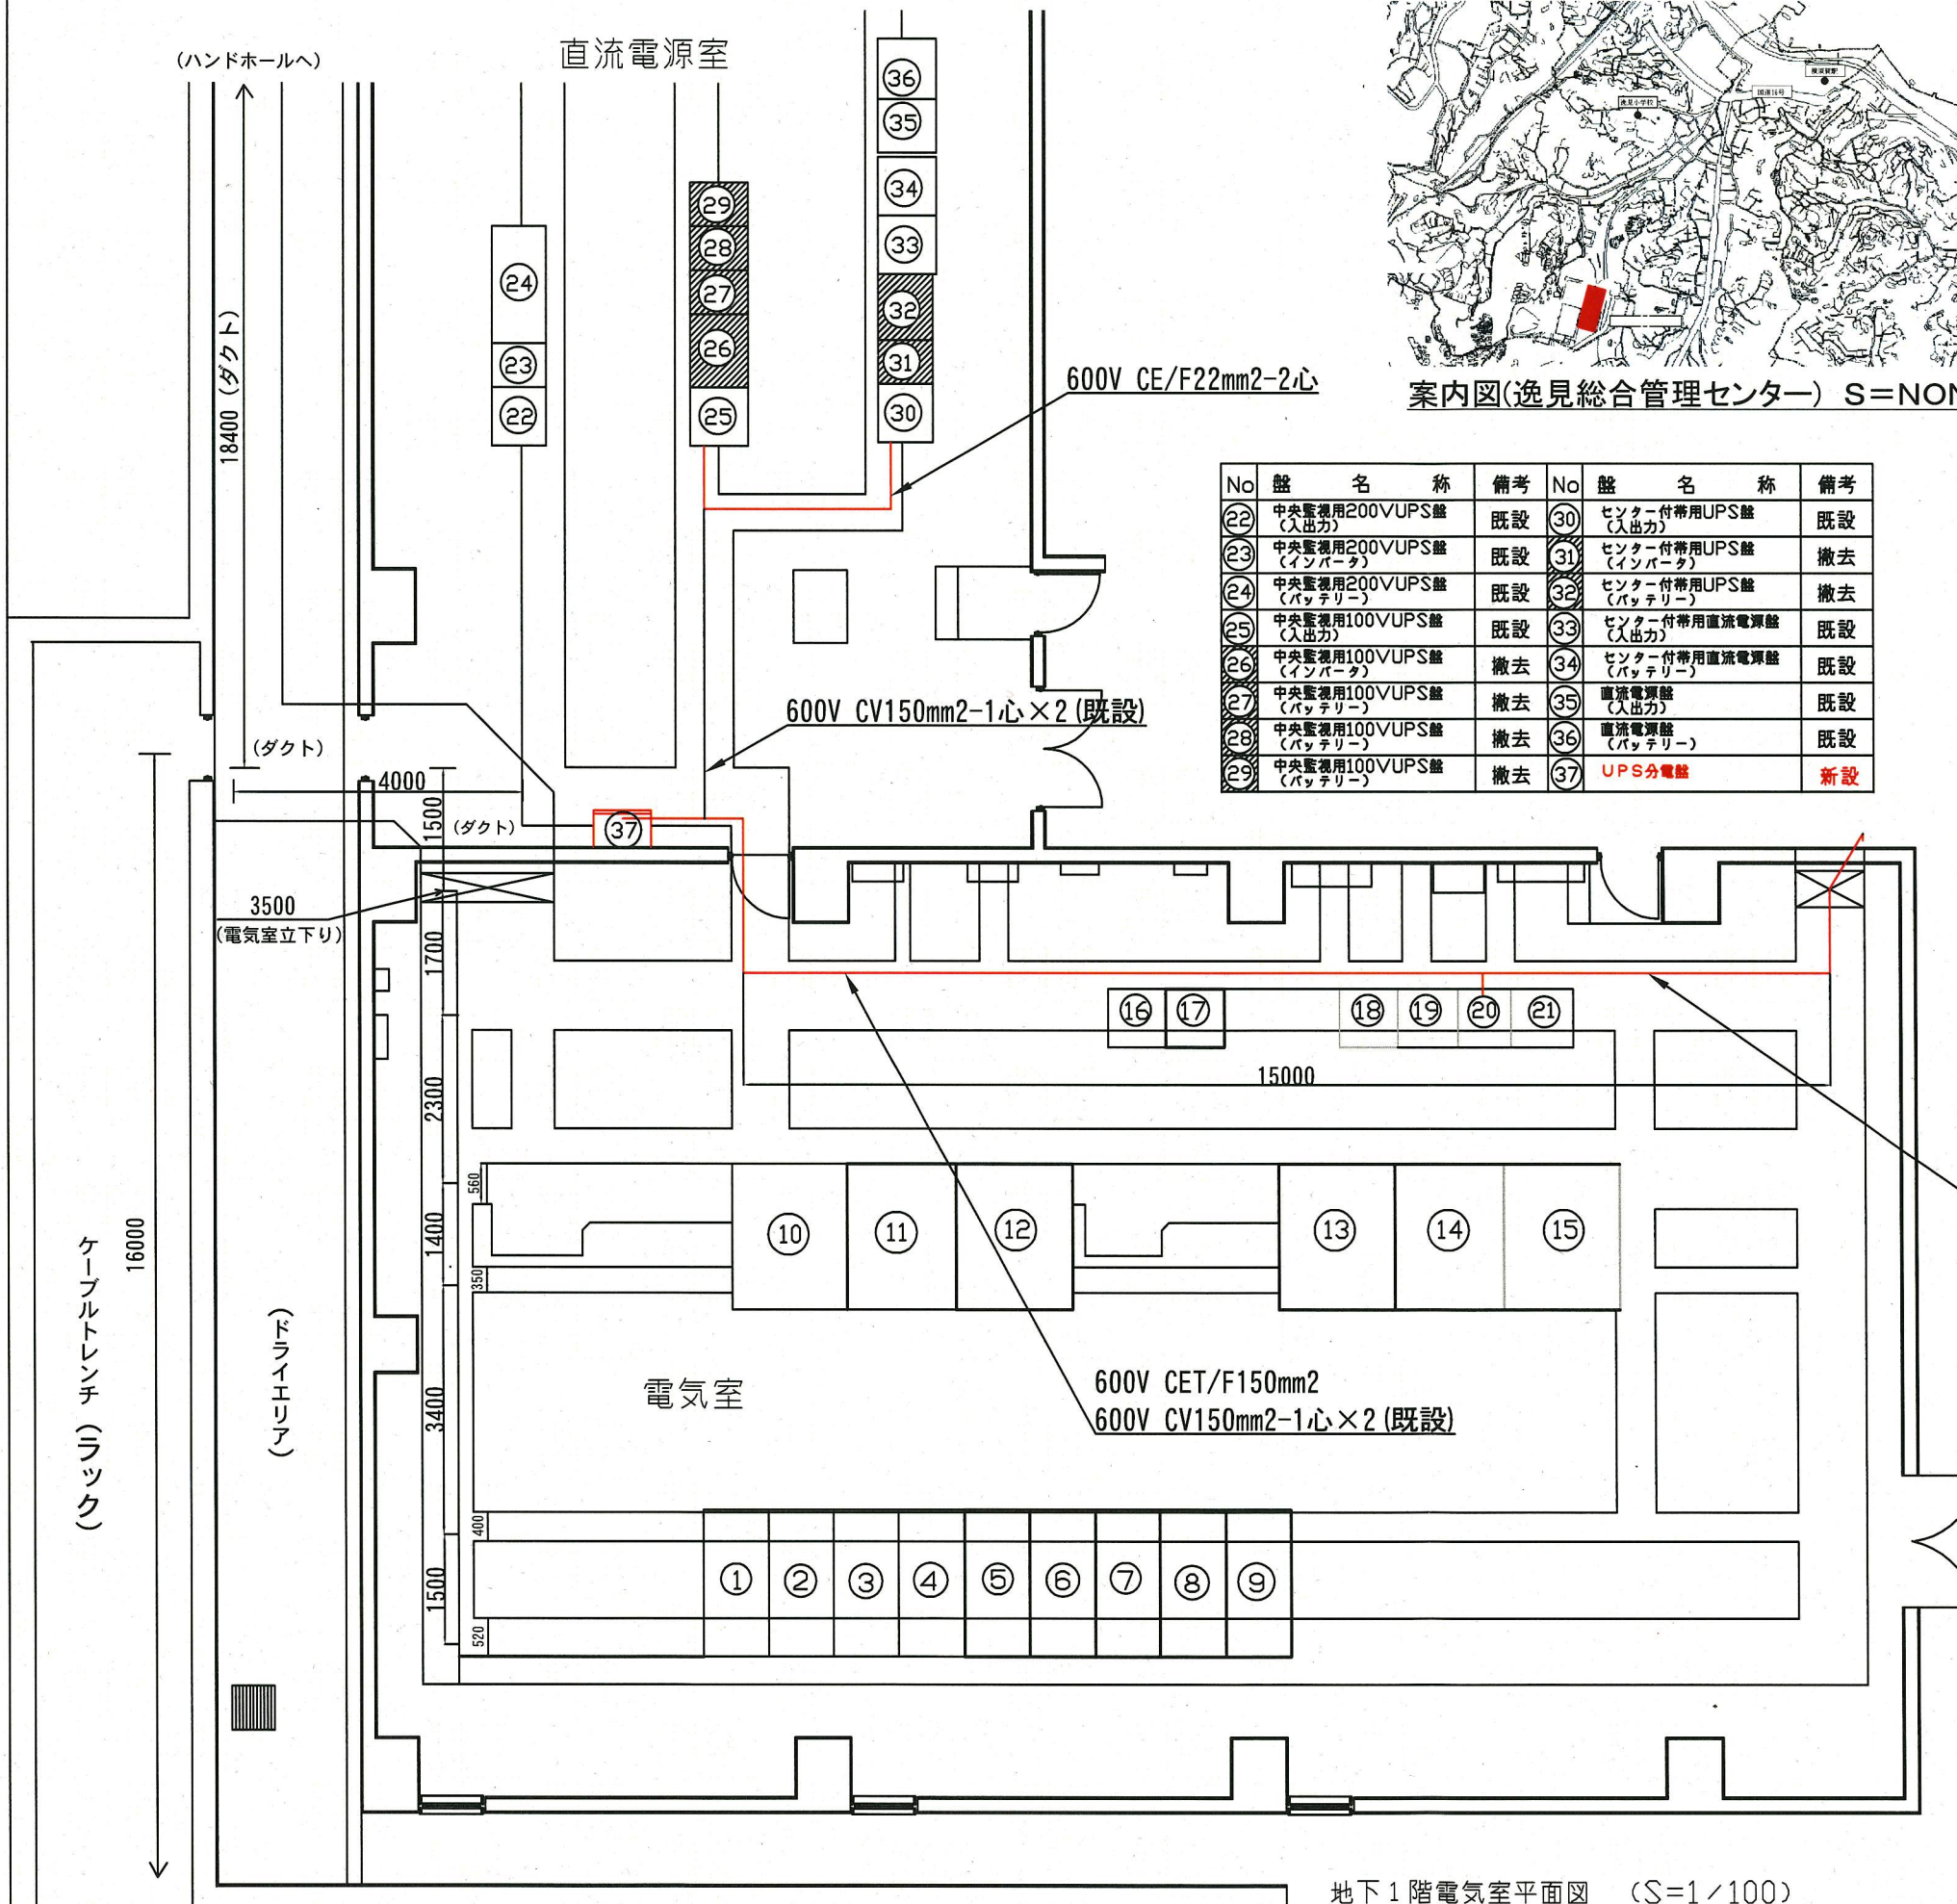 (ハンドホールへ)
直流電源室
18400 (ダクト)
36
35
34
33
32
31
30
29
28
27
26
25
24
23
22
600V CE/F22mm2-2心
逸見小学校
国道16号
横須賀駅
案内図(逸見総合管理センター) S=NON
No 盤名称 備考 No 盤名称 備考
22 中央監視用200VUPS盤 (入出力) 既設 30 センター付帯用UPS盤 (入出力) 既設
23 中央監視用200VUPS盤 (インバータ) 既設 31 センター付帯用UPS盤 (インバータ) 撤去
24 中央監視用200VUPS盤 (バッテリー) 既設 32 センター付帯用UPS盤 (バッテリー) 撤去
25 中央監視用100VUPS盤 (入出力) 既設 33 センター付帯用直流電源盤 (入出力) 既設
26 中央監視用100VUPS盤 (インバータ) 撤去 34 センター付帯用直流電源盤 (バッテリー) 既設
27 中央監視用100VUPS盤 (バッテリー) 撤去 35 直流電源盤 (入出力) 既設
28 中央監視用100VUPS盤 (バッテリー) 撤去 36 直流電源盤 (バッテリー) 既設
29 中央監視用100VUPS盤 (バッテリー) 撤去 37 UPS分電盤 新設
600V CV150mm2-1心×2(既設)
(ダクト)
4000
1500
(ダクト)
37
3500
(電気室立下り)
1700
2300
1400
3400
1500
560
350
400
520
16000
ケーブルトレンチ (ラック)
(ドライエリア)
16 17 18 19 20 21
15000
10 11 12 13 14 15
電気室
600V CET/F150mm2
600V CV150mm2-1心×2(既設)
1 2 3 4 5 6 7 8 9
地下1階電気室平面図 (S=1/100)